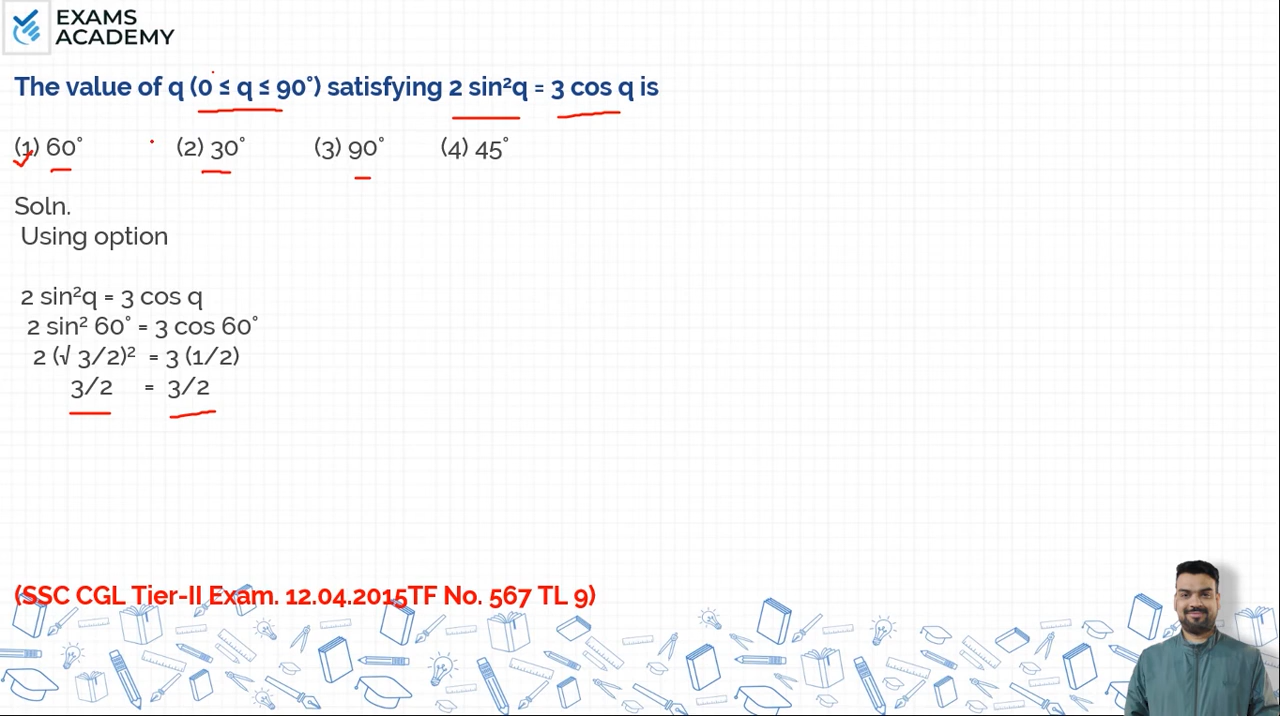 EXAMS
ACADEMY
The value of q (0 ≤ q ≤ 90°) satisfying 2 sin²q = 3 cos q is
(1) 60° (2) 30° (3) 90° (4) 45°
Soln.
Using option
2 sin²q = 3 cos q
2 sin² 60° = 3 cos 60°
2 (√ 3/2)² = 3 (1/2)
3/2 = 3/2
(SSC CGL Tier-II Exam. 12.04.2015TF No. 567 TL 9)